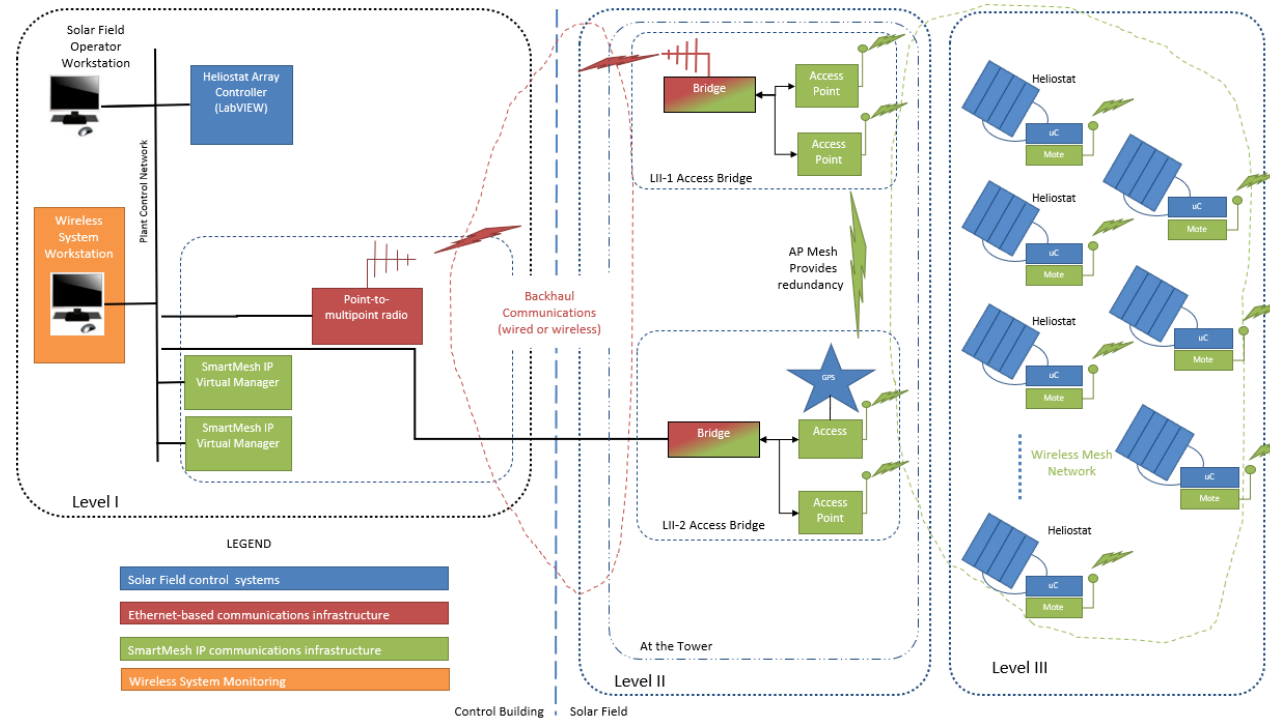 Solar Field
Operator
Workstation
Heliostat Array
Controller
(LabVIEW)
Plant Control Network
Wireless
System
Workstation
Point-to-
multipoint radio
SmartMesh IP
Virtual Manager
SmartMesh IP
Virtual Manager
Level I
Backhaul
Communications
(wired or wireless)
Bridge
Access
Point
Access
Point
LII-1 Access Bridge
AP Mesh
Provides
redundancy
GPS
Bridge
Access
Access
Point
LII-2 Access Bridge
At the Tower
Level II
Heliostat
uC
Mote
uC
Mote
Heliostat
uC
Mote
uC
Mote
Heliostat
uC
Mote
Wireless Mesh
Network
uC
Mote
Heliostat
uC
Mote
Level III
LEGEND
Solar Field control systems
Ethernet-based communications infrastructure
SmartMesh IP communications infrastructure
Wireless System Monitoring
Control Building
Solar Field